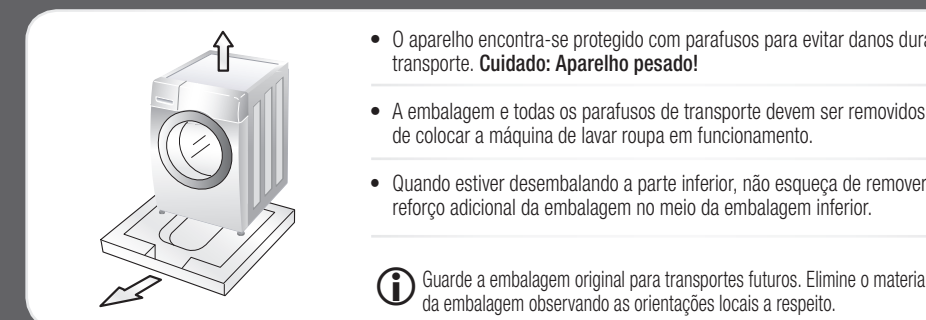 • O aparelho encontra-se protegido com parafusos para evitar danos dura
transporte. Cuidado: Aparelho pesado!
• A embalagem e todas os parafusos de transporte devem ser removidos
de colocar a máquina de lavar roupa em funcionamento.
• Quando estiver desembalando a parte inferior, não esqueça de remover
reforço adicional da embalagem no meio da embalagem inferior.
Guarde a embalagem original para transportes futuros. Elimine o materia
da embalagem observando as orientações locais a respeito.